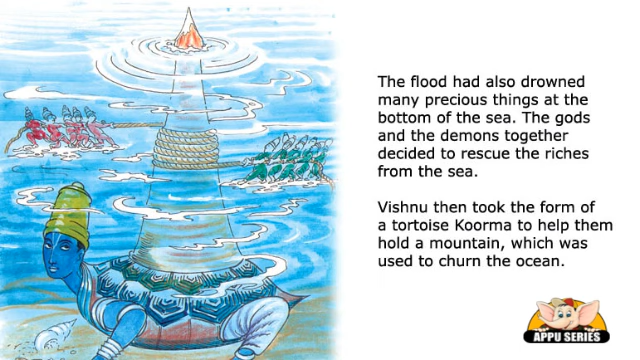 The flood had also drowned
many precious things at the
bottom of the sea. The gods
and the demons together
decided to rescue the riches
from the sea.
Vishnu then took the form of
a tortoise Koorma to help them
hold a mountain, which was
used to churn the ocean.
APPU SERIES